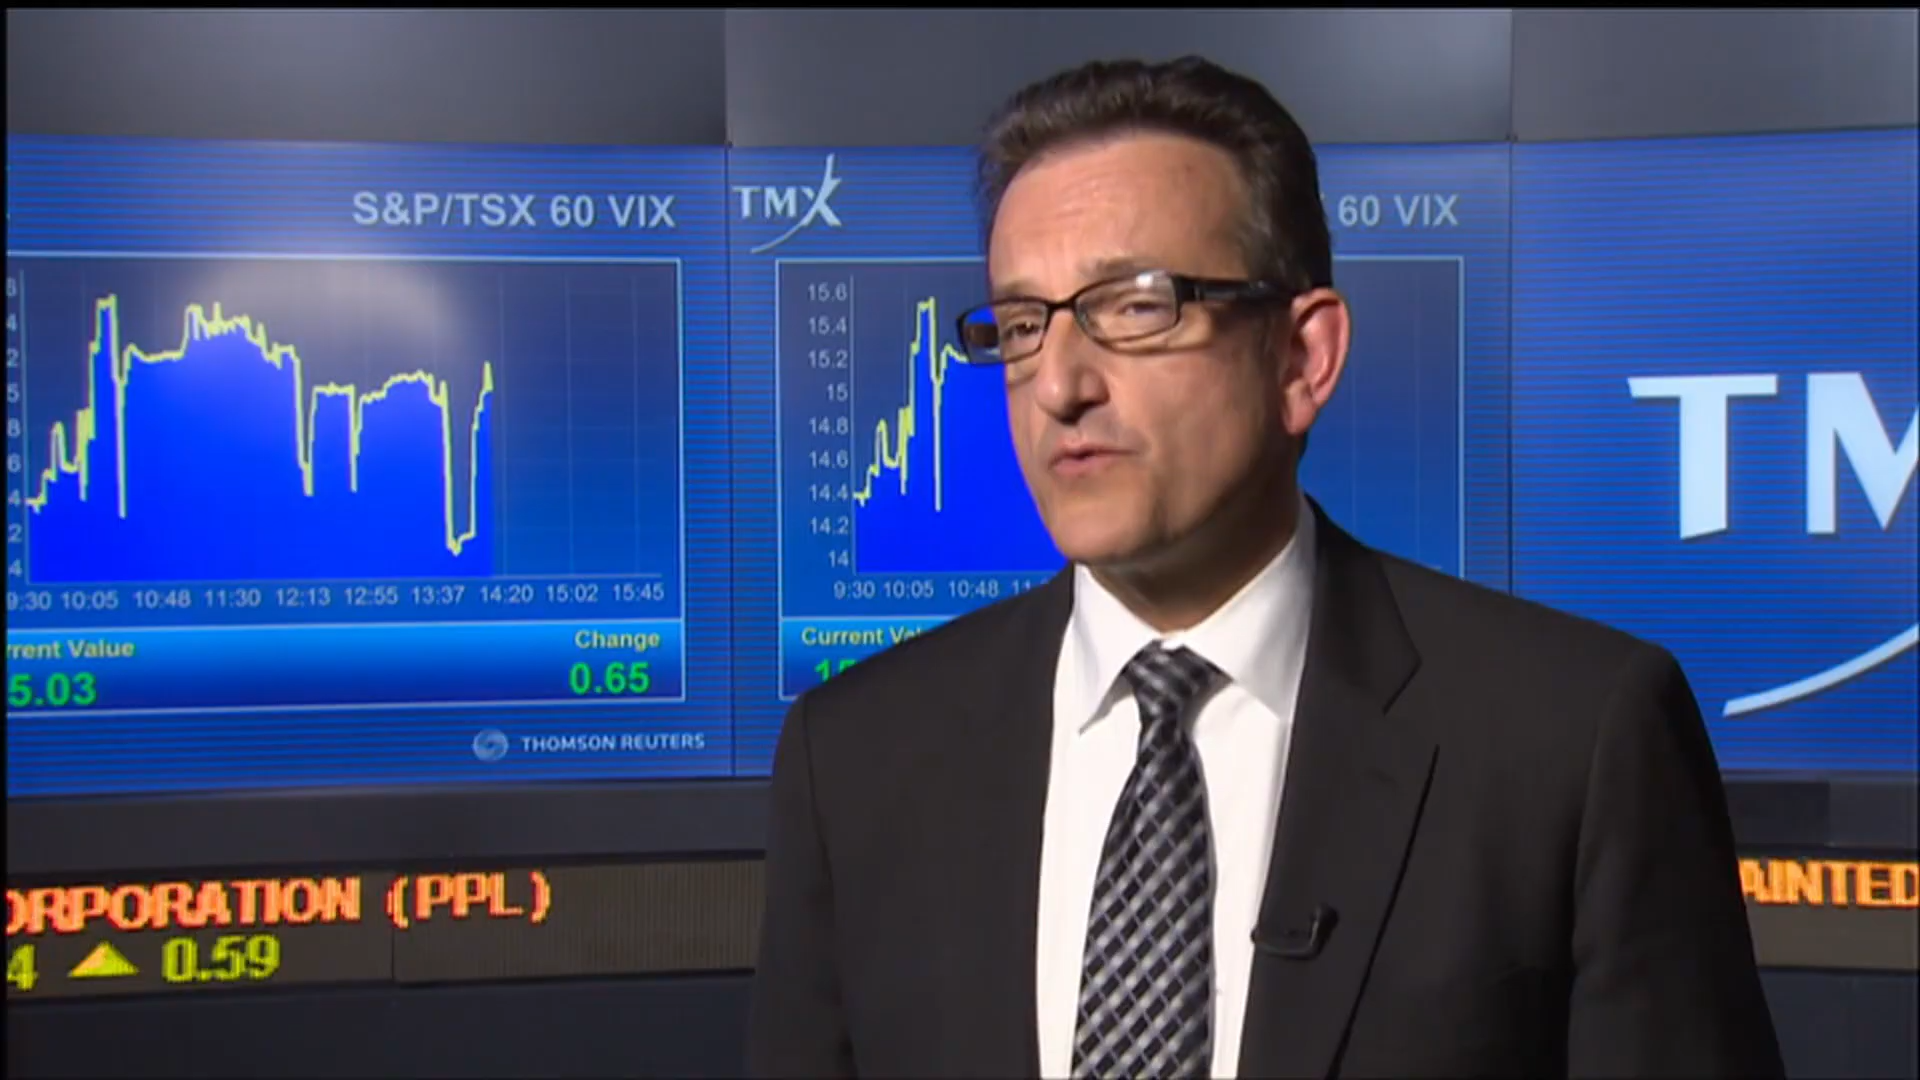 S&P/TSX 60 VIX
9:30 10:05 10:48 11:30 12:13 12:55 13:37 14:20 15:02 15:45
Change
5.03 0.65
THOMSON REUTERS
TMX
60 VIX
15.6
15.4
15.2
15
14.8
14.6
14.4
14.2
14
9:30 10:05 10:48
Current
TM
ORPORATION (PPL)
4 ▲ 0.59
AINTED